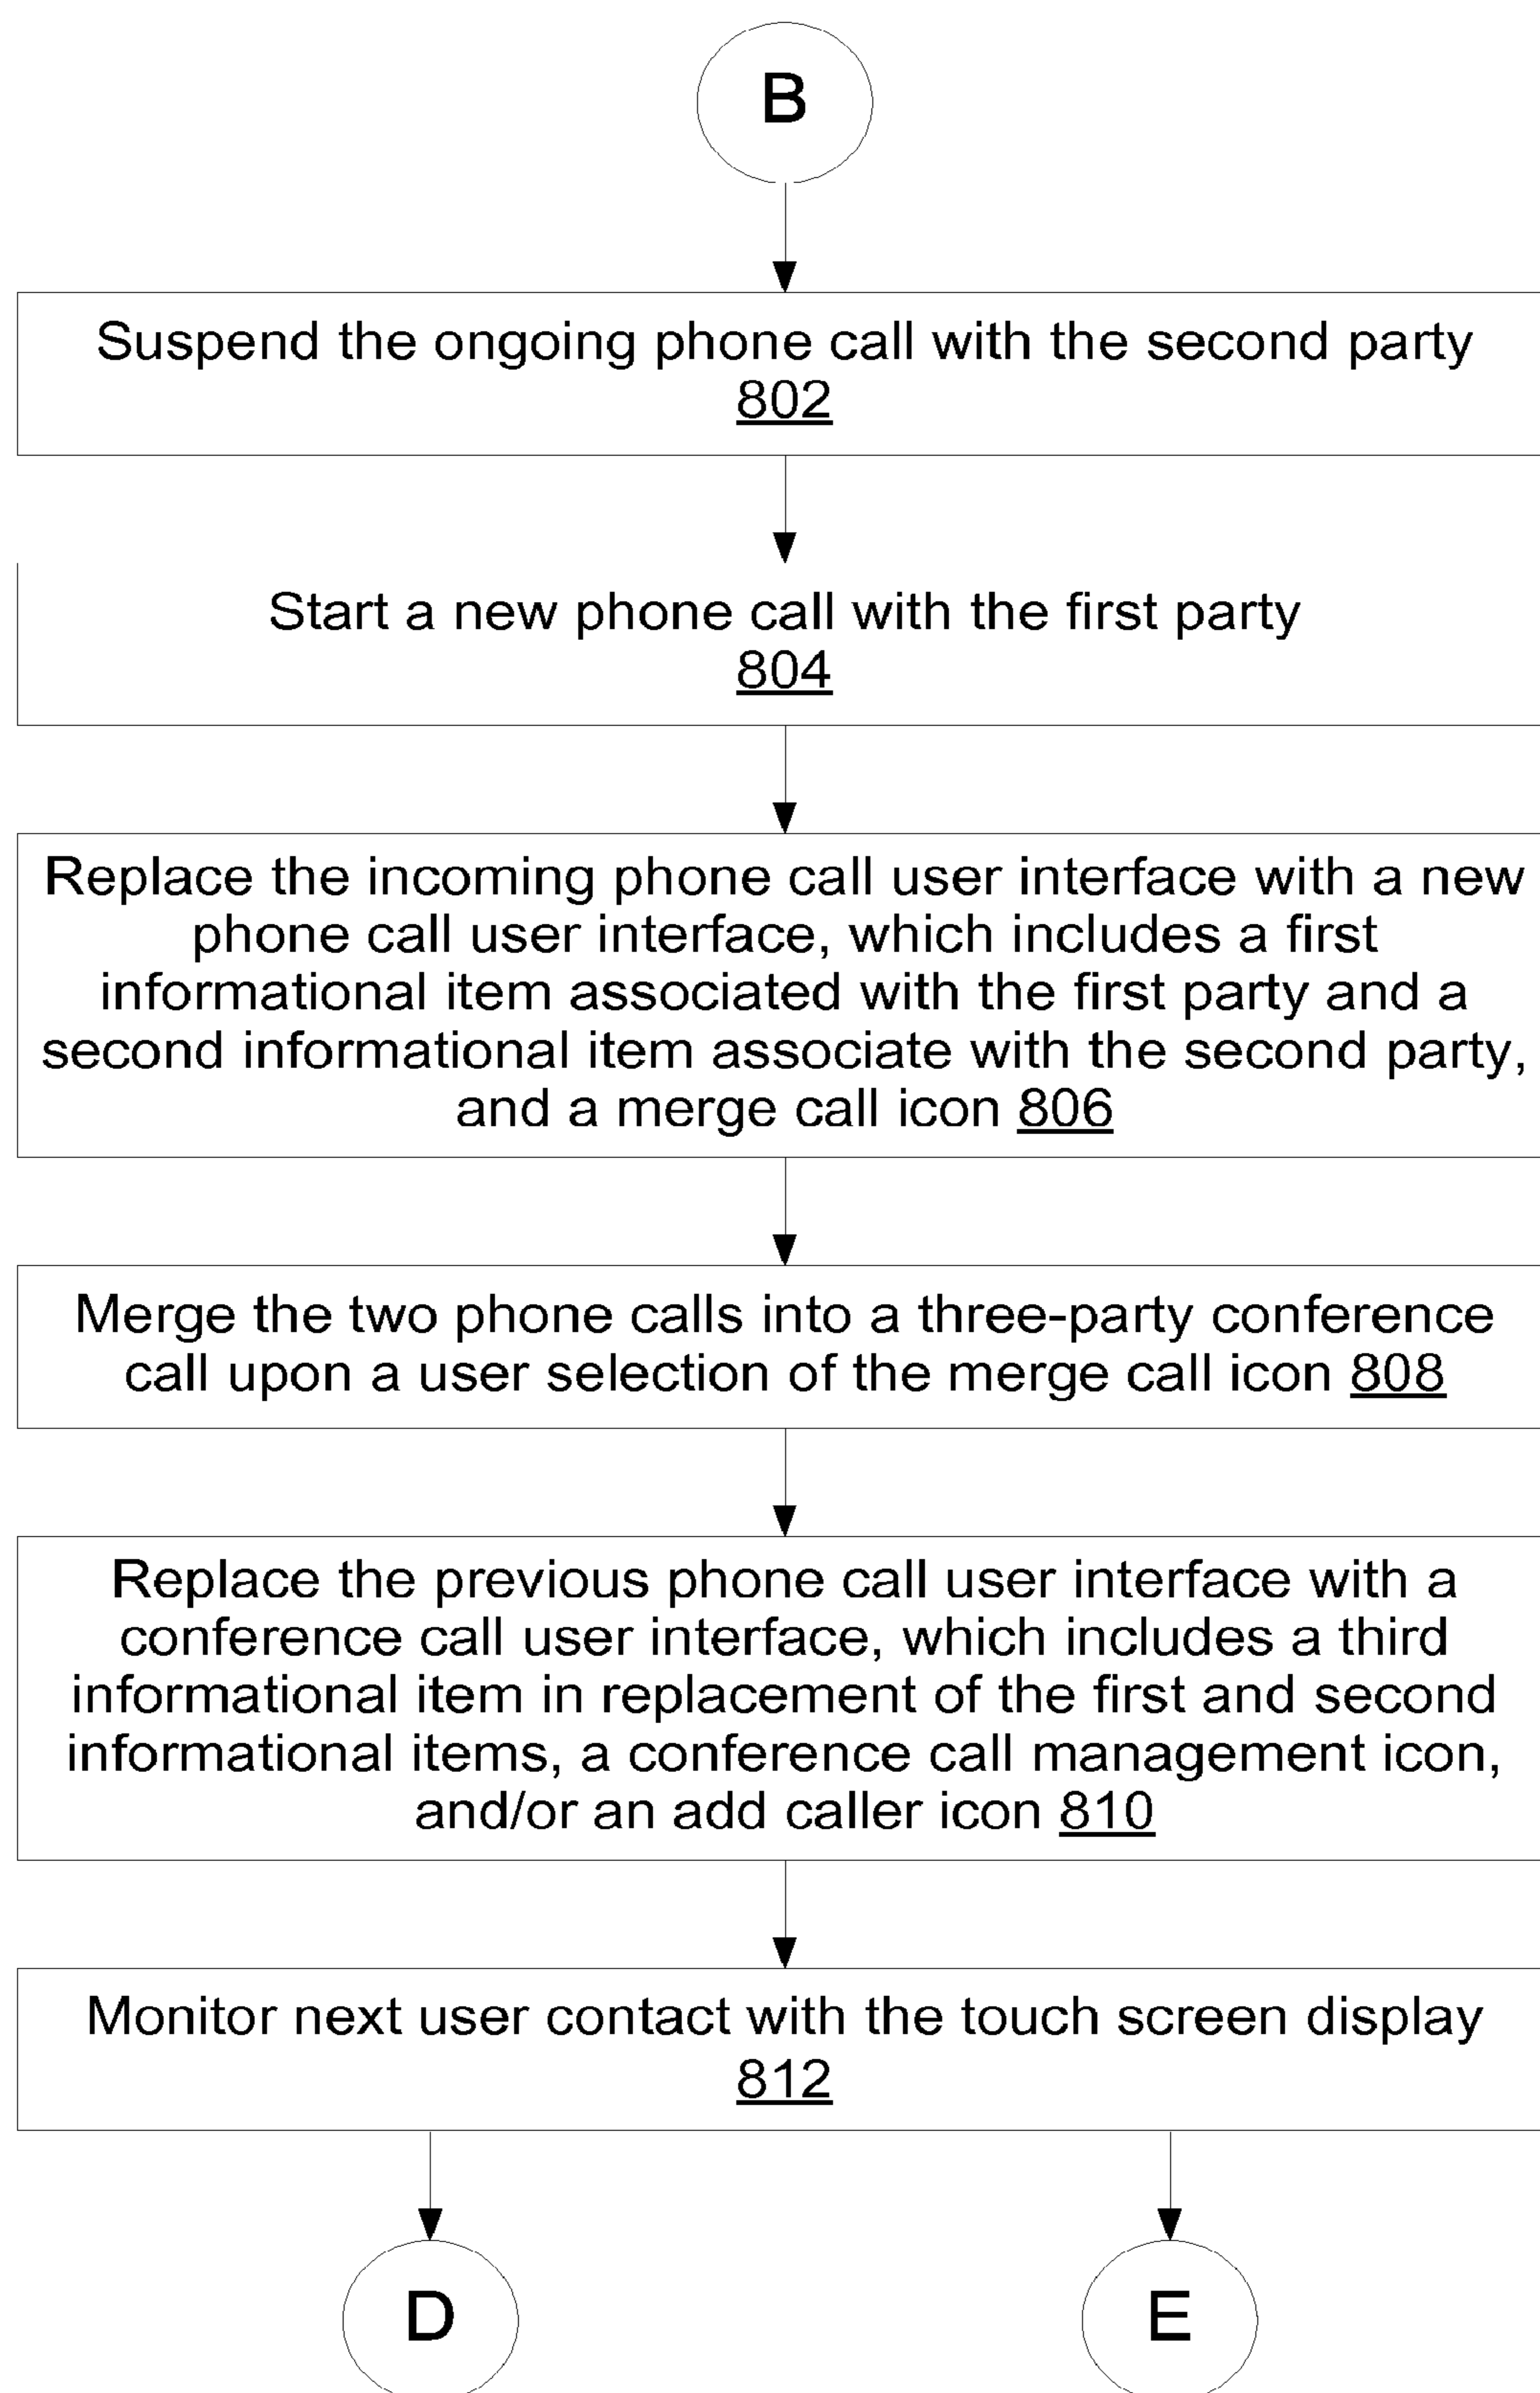 B
Suspend the ongoing phone call with the second party
802
Start a new phone call with the first party
804
Replace the incoming phone call user interface with a new
phone call user interface, which includes a first
informational item associated with the first party and a
second informational item associate with the second party,
and a merge call icon 806
Merge the two phone calls into a three-party conference
call upon a user selection of the merge call icon 808
Replace the previous phone call user interface with a
conference call user interface, which includes a third
informational item in replacement of the first and second
informational items, a conference call management icon,
and/or an add caller icon 810
Monitor next user contact with the touch screen display
812
D E